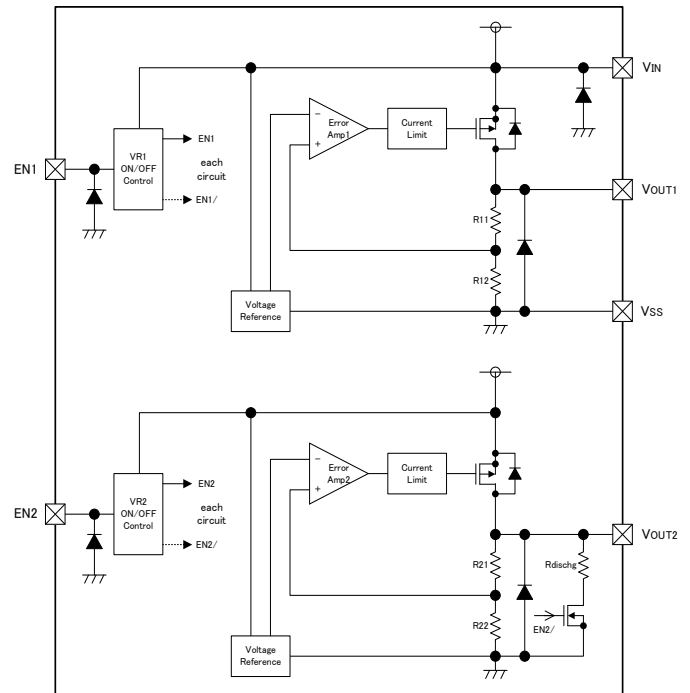 VIN
EN1
VR1
ON/OFF
Control
EN1
each
circuit
EN1/
−
+
Error
Amp1
Current
Limit
VOUT1
R11
R12
Voltage
Reference
VSS
EN2
VR2
ON/OFF
Control
EN2
each
circuit
EN2/
−
+
Error
Amp2
Current
Limit
VOUT2
R21
Rdischg
R22
EN2/
Voltage
Reference